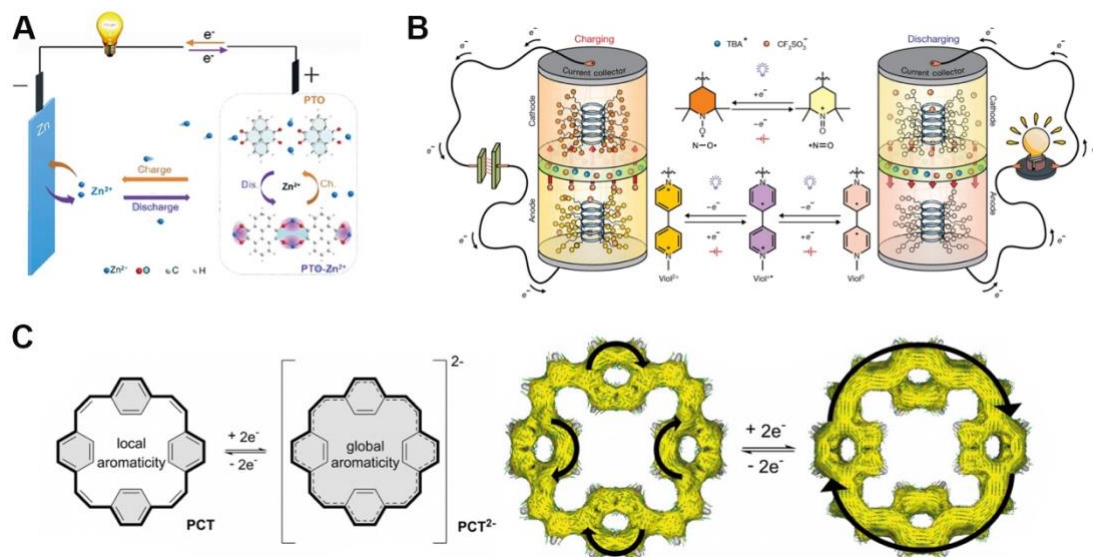 A
e⁻
e⁻
−
+
Zn
PTO
Zn²⁺
Charge
Discharge
Dis.
Zn²⁺
Ch.
Zn²⁻
O
C
H
PTO-Zn²⁺
B
Charging
TBA⁺
CF₃SO₃⁻
Discharging
e⁻
e⁻
e⁻
e⁻
Current collector
Current collector
Cathode
Cathode
+e⁻
−e⁻
N
O
N
O
N−O•
•N=O
e⁻
e⁻
e⁻
e⁻
Anode
Anode
N
N
N
−e⁻
−e⁻
+e⁻
+e⁻
N
N
N
e⁻
e⁻
Viol²⁺
Viol⁺•
Viol⁰
e⁻
e⁻
C
2-
local
aromaticity
+ 2e⁻
- 2e⁻
global
aromaticity
PCT
PCT²⁻
+ 2e⁻
- 2e⁻